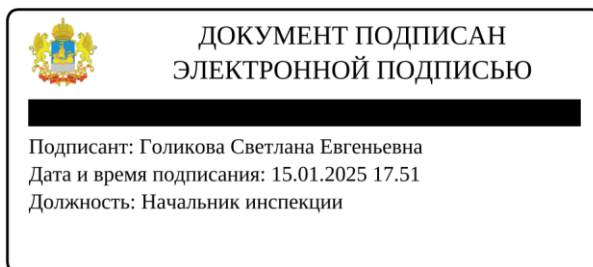 ДОКУМЕНТ ПОДПИСАН
ЭЛЕКТРОННОЙ ПОДПИСЬЮ
Подписант: Голикова Светлана Евгеньевна
Дата и время подписания: 15.01.2025 17.51
Должность: Начальник инспекции